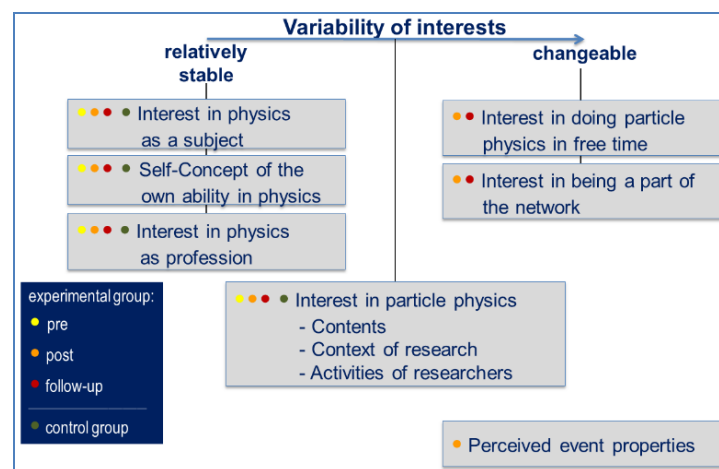 Variability of interests
relatively
stable
changeable
Interest in physics
as a subject
Self-Concept of the
own ability in physics
Interest in physics
as profession
Interest in doing particle
physics in free time
Interest in being a part of
the network
experimental group:
pre
post
follow-up
control group
Interest in particle physics
- Contents
- Context of research
- Activities of researchers
Perceived event properties